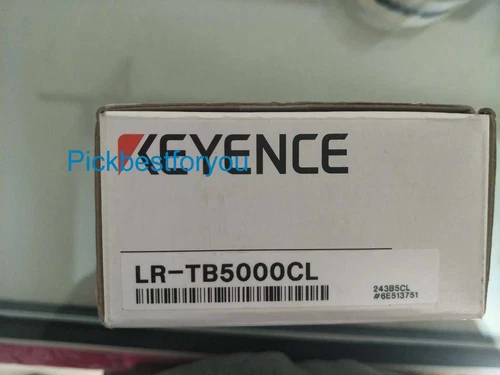 KEYENCE
Pickbestforyou
LR-TB5000CL
243B5CL
#6E513751